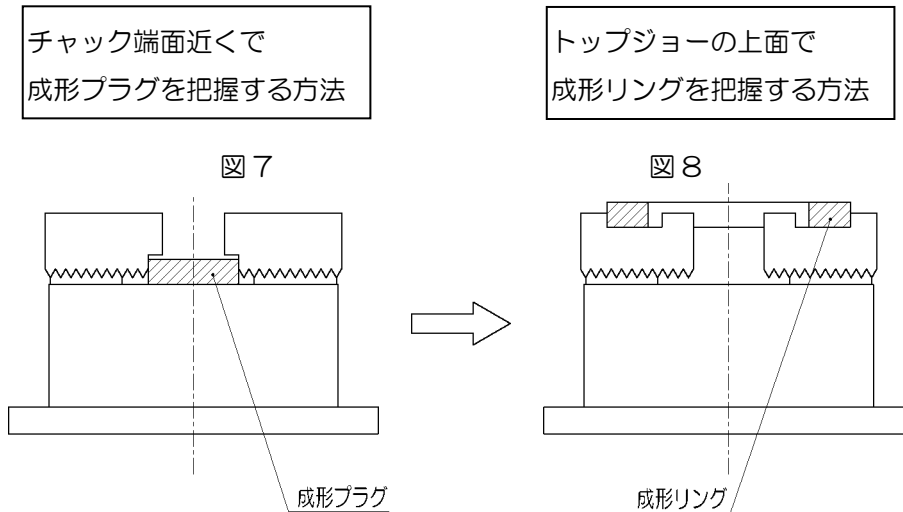 チャック端面近くで
成形プラグを把握する方法
トップジョーの上面で
成形リングを把握する方法
図7
図8
成形プラグ
成形リング